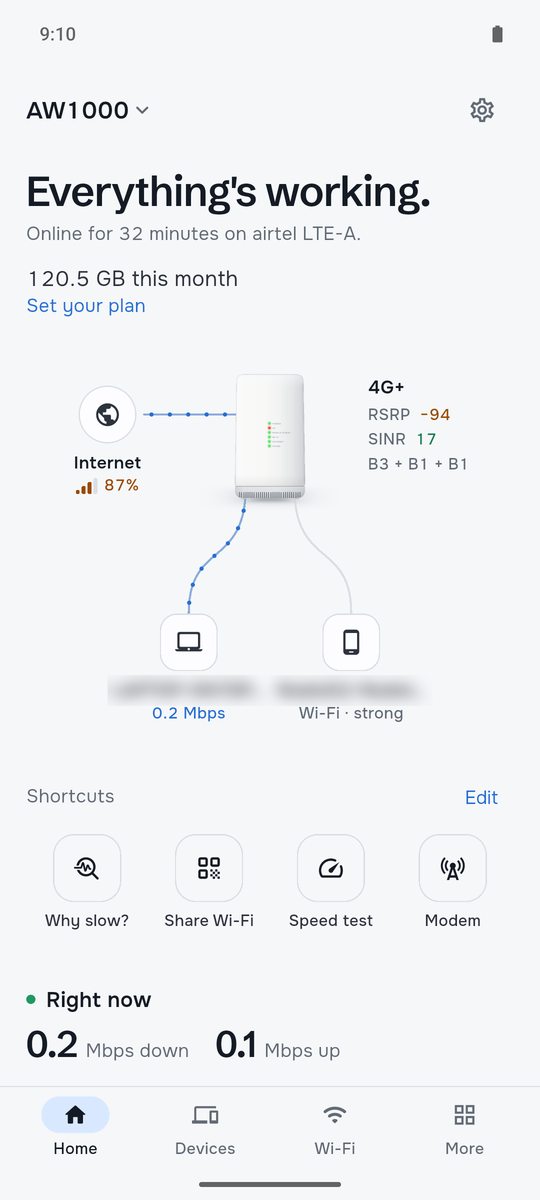 9:10
AW1000
Everything's working.
Online for 32 minutes on airtel LTE-A.
120.5 GB this month
Set your plan
4G+
RSRP -94
SINR 17
B3 + B1 + B1
Internet
87%
0.2 Mbps
Wi-Fi · strong
Shortcuts
Edit
Why slow?
Share Wi-Fi
Speed test
Modem
Right now
0.2 Mbps down 0.1 Mbps up
Home
Devices
Wi-Fi
More